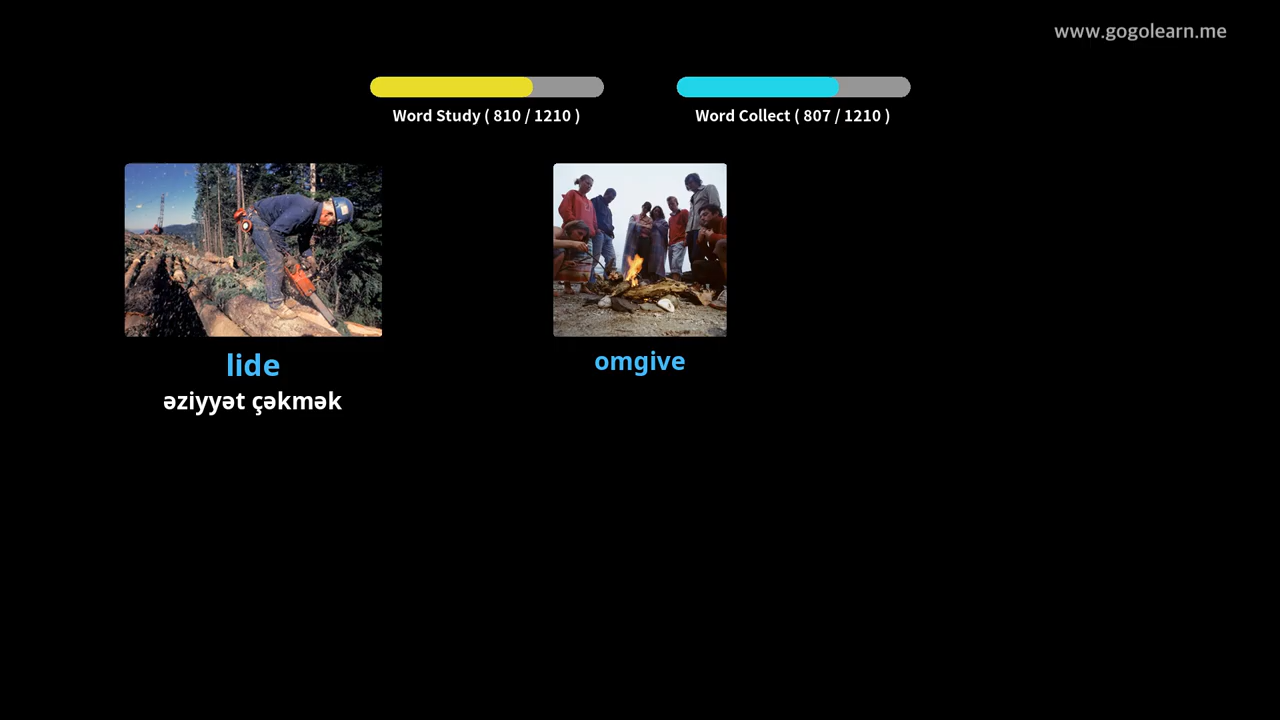 www.gogolearn.me
Word Study ( 810 / 1210 )
Word Collect ( 807 / 1210 )
lide
əziyyət çəkmək
omgive